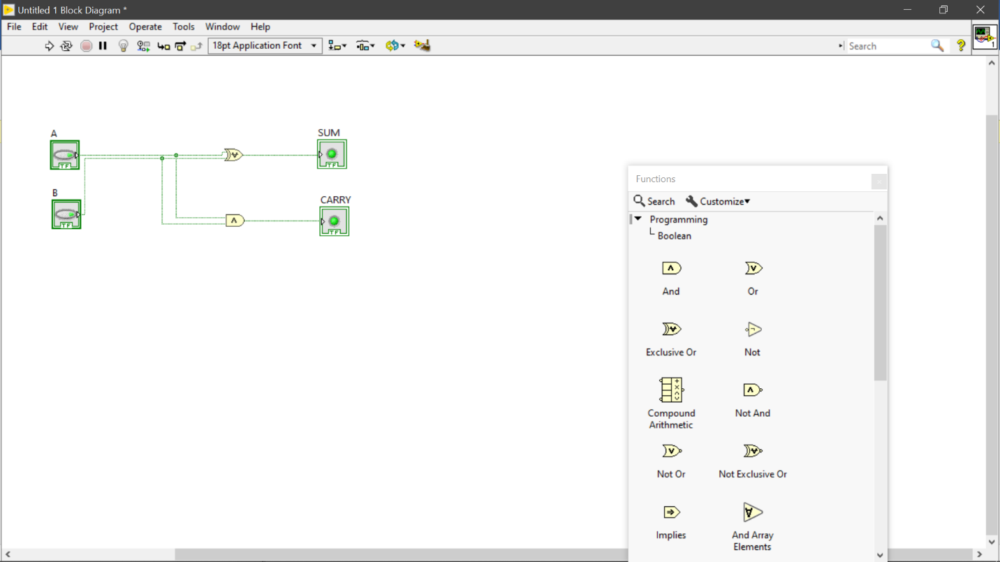 Untitled 1 Block Diagram *
File Edit View Project Operate Tools Window Help
18pt Application Font
Search
?
1
A
TF
SUM
TF
B
TF
CARRY
TF
Functions
Search Customize
Programming
Boolean
And Or
Exclusive Or Not
Compound Arithmetic Not And
Not Or Not Exclusive Or
Implies And Array Elements